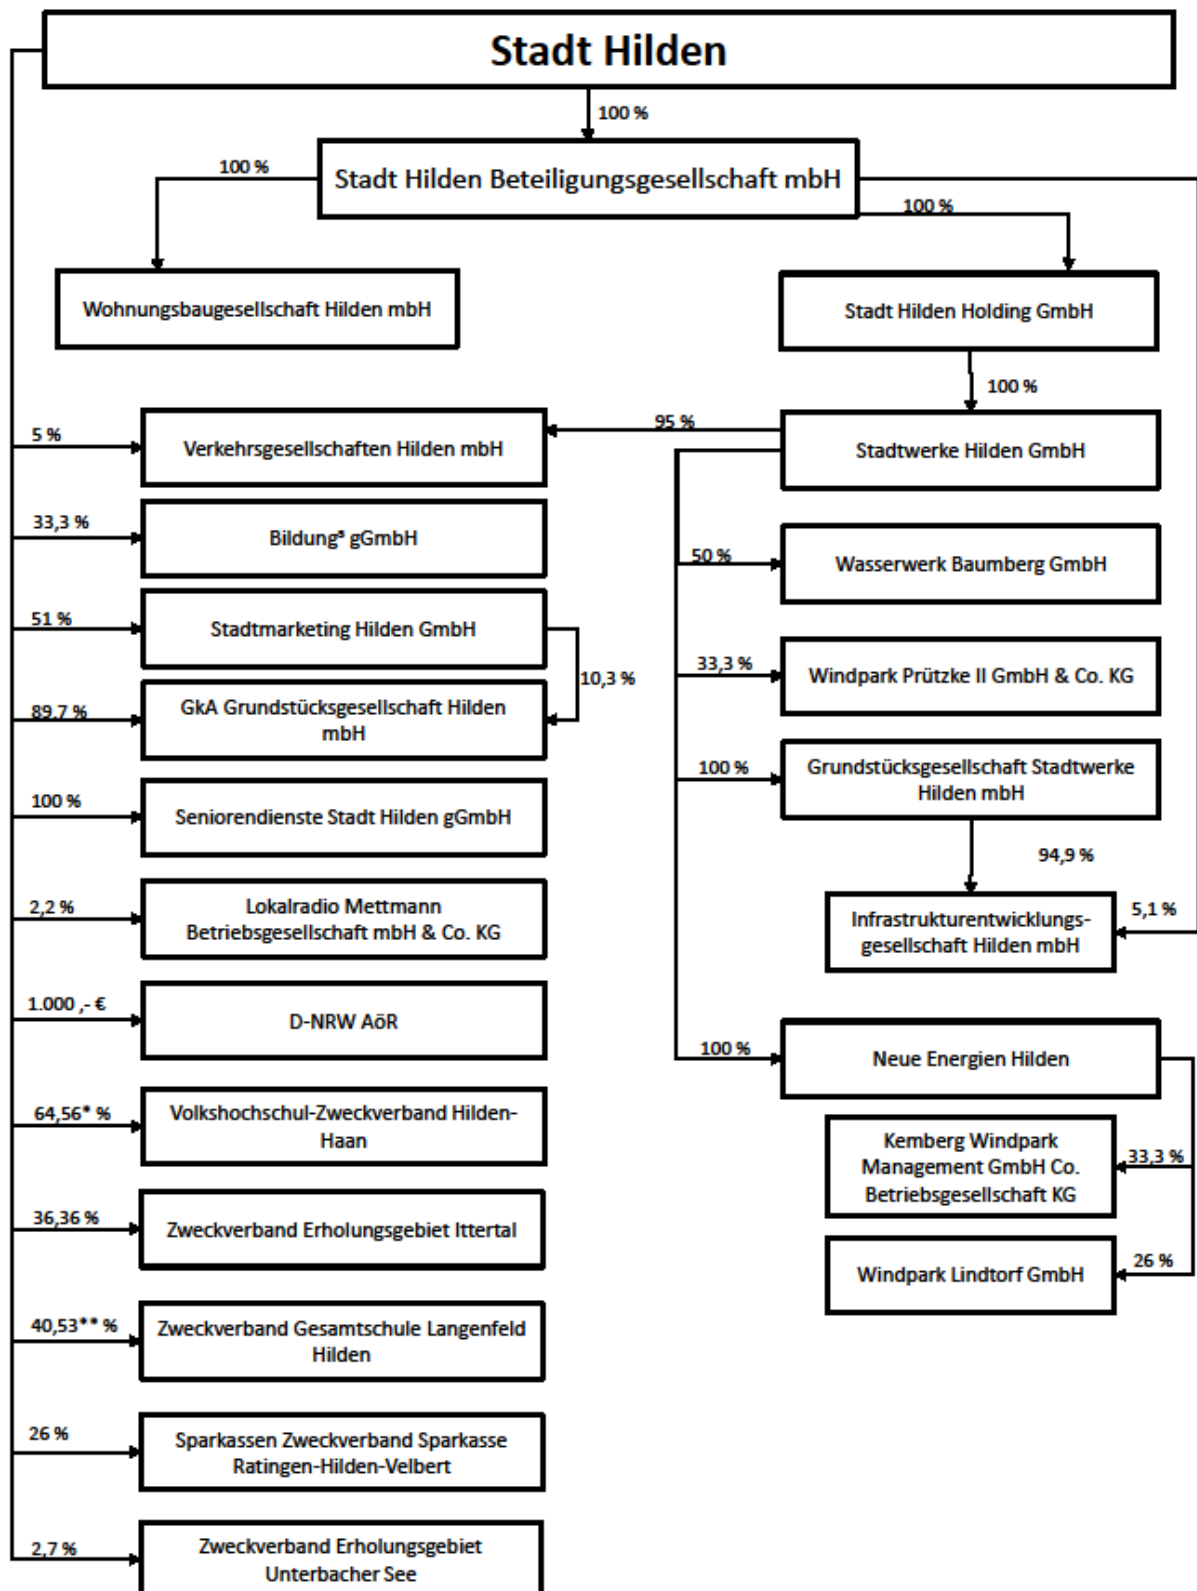 Stadt Hilden
100 %
Stadt Hilden Beteiligungsgesellschaft mbH
100 %
100 %
Wohnungsbaugesellschaft Hilden mbH
Stadt Hilden Holding GmbH
100 %
5 %
Verkehrsgesellschaften Hilden mbH
95 %
Stadtwerke Hilden GmbH
33,3 %
Bildung³ gGmbH
50 %
Wasserwerk Baumberg GmbH
51 %
Stadtmarketing Hilden GmbH
10,3 %
33,3 %
Windpark Prützke II GmbH & Co. KG
89,7 %
GkA Grundstücksgesellschaft Hilden
mbH
100 %
Grundstücksgesellschaft Stadtwerke
Hilden mbH
100 %
Seniorendienste Stadt Hilden gGmbH
94,9 %
2,2 %
Lokalradio Mettmann
Betriebsgesellschaft mbH & Co. KG
Infrastrukturentwicklungs-
gesellschaft Hilden mbH
5,1 %
1.000 ,- €
D-NRW AöR
100 %
Neue Energien Hilden
64,56* %
Volkshochschul-Zweckverband Hilden-
Haan
Kemberg Windpark
Management GmbH Co.
Betriebsgesellschaft KG
33,3 %
36,36 %
Zweckverband Erholungsgebiet Ittertal
Windpark Lindtorf GmbH
26 %
40,53** %
Zweckverband Gesamtschule Langenfeld
Hilden
26 %
Sparkassen Zweckverband Sparkasse
Ratingen-Hilden-Velbert
2,7 %
Zweckverband Erholungsgebiet
Unterbacher See